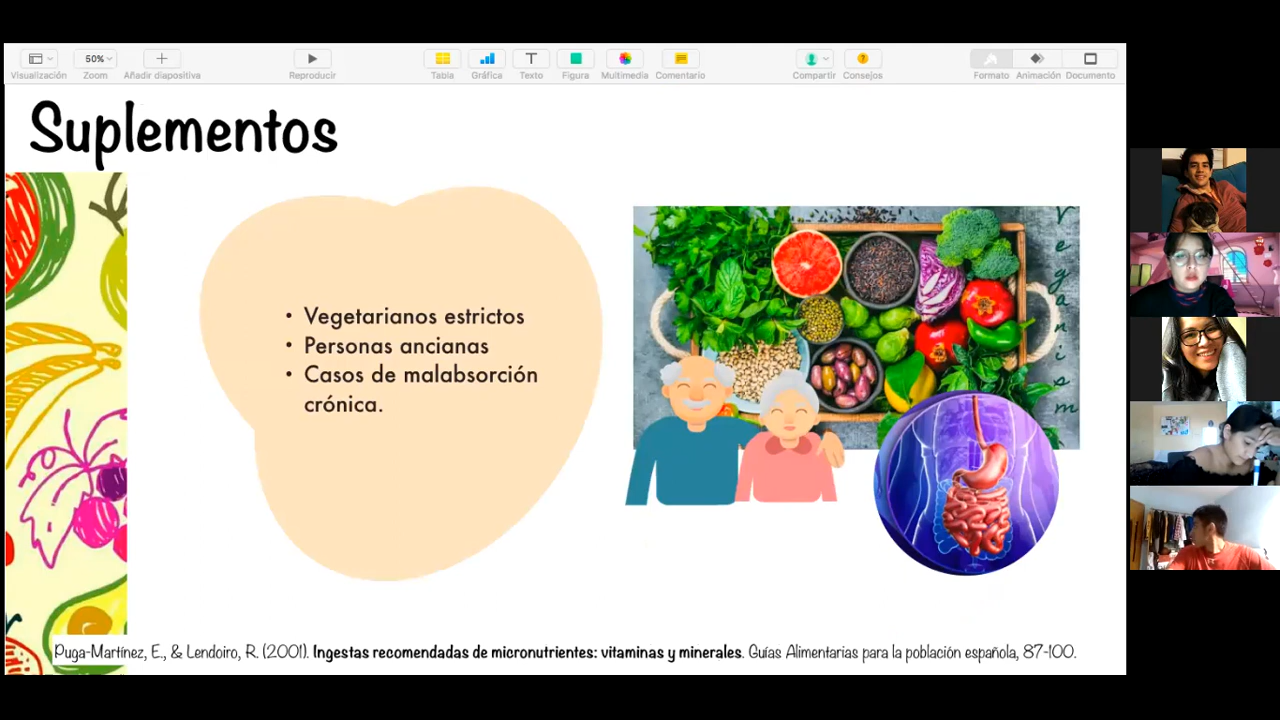 50%
Visualización Zoom Añadir diapositiva Reproducir Tabla Gráfica Texto Figura Multimedia Comentario Compartir Consejos Formato Animación Documento
Suplementos
• Vegetarianos estrictos
• Personas ancianas
• Casos de malabsorción
crónica.
Veganism
Puga-Martínez, E., & Lendoiro, R. (2001). Ingestas recomendadas de micronutrientes: vitaminas y minerales. Guías Alimentarias para la población española, 87-100.